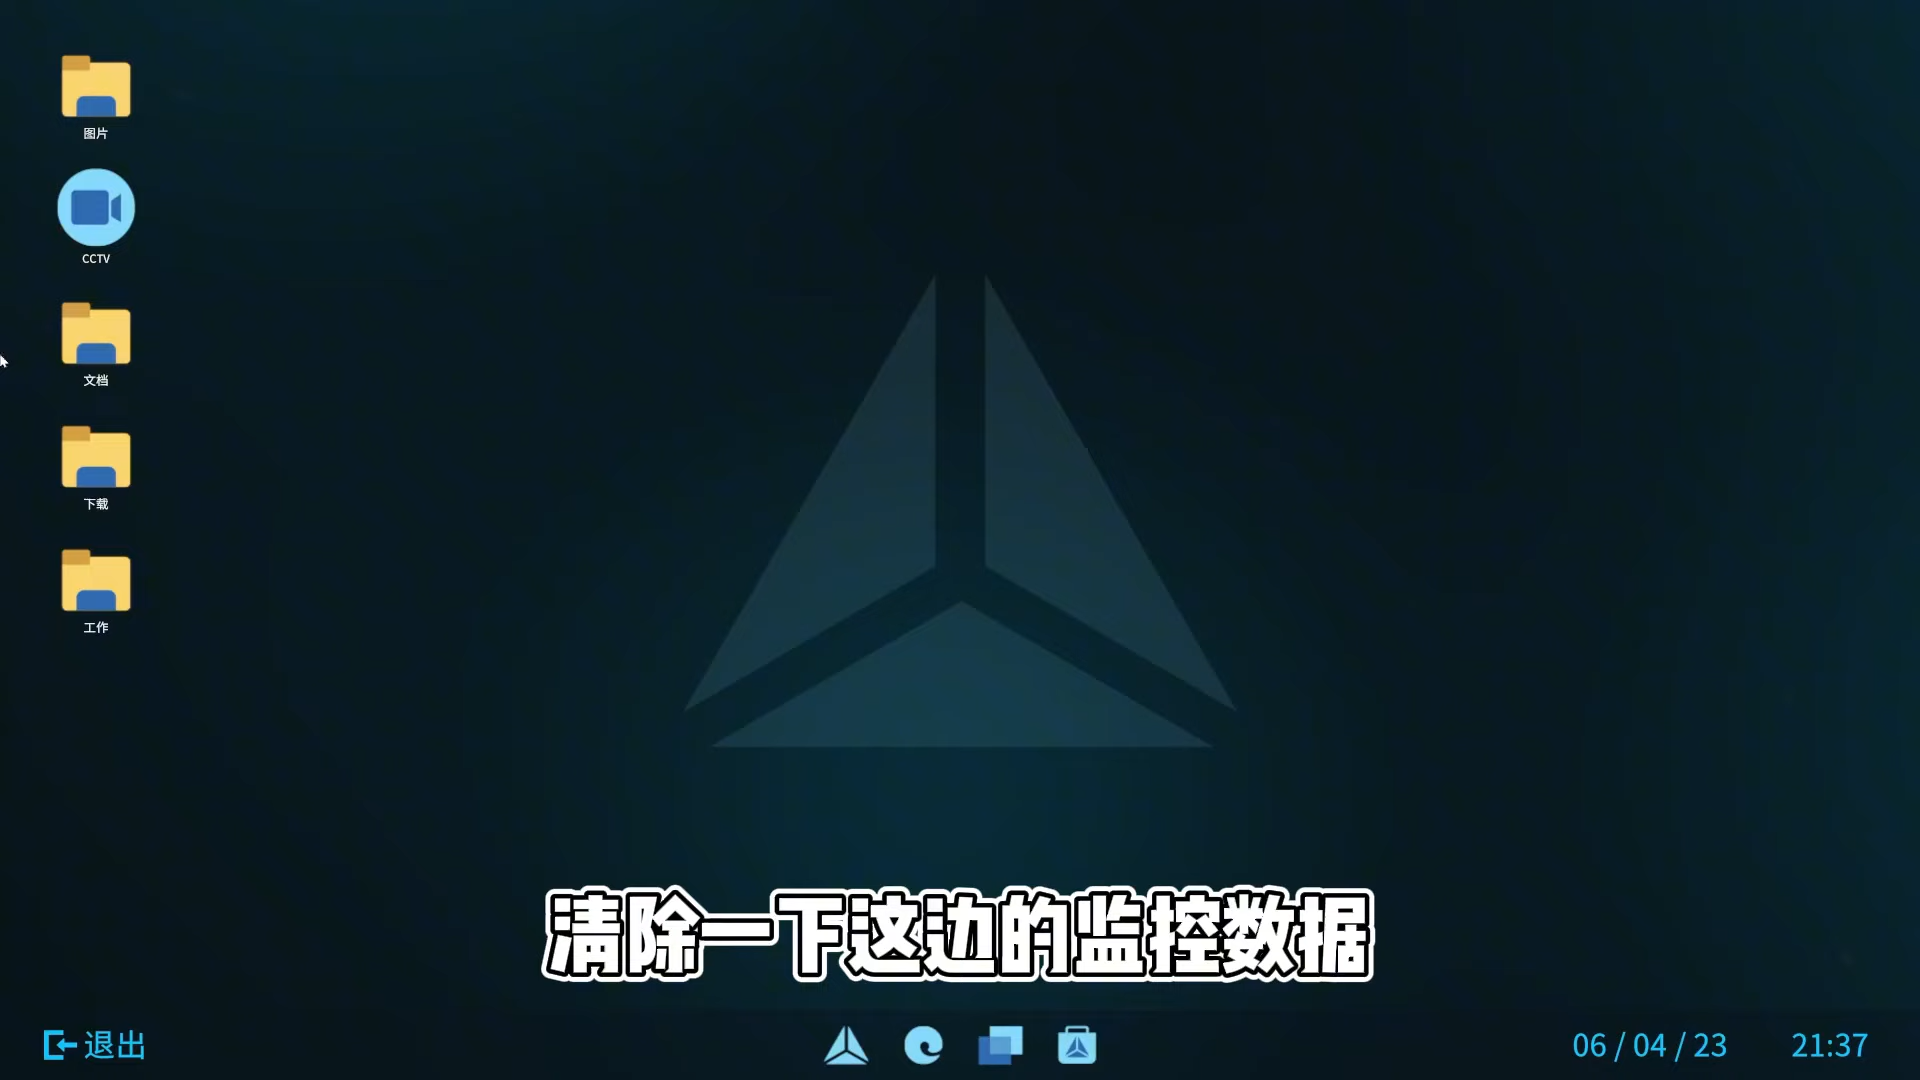 图片
CCTV
文档
下载
工作
清除一下这边的监控数据
退出
06 / 04 / 23
21:37